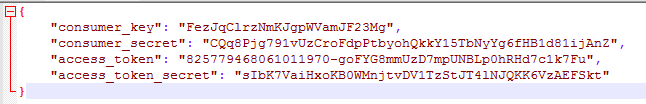 {
"consumer_key": "FezJqClrzNmKJgpWVamJF23Mg",
"consumer_secret": "CQq8Pjg791vUzCroFdpPtbyohQkkY15TbNyYg6fHB1d81ijAnZ",
"access_token": "825779468061011970-goFYG8mmUzD7mpUNBLp0hRHd7c1k7Fu",
"access_token_secret": "sIbK7VaiHxoKB0WMnjtvDV1TzStJT4lNJQKK6VzAEFSkt"
}